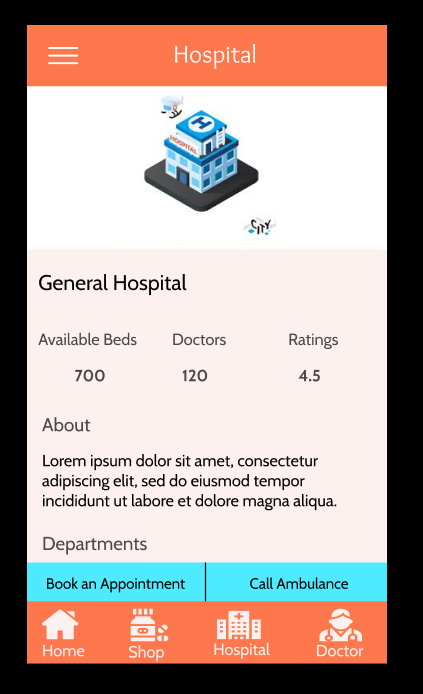 Hospital
H
HOSPITAL
CITY
General Hospital
Available Beds Doctors Ratings
700 120 4.5
About
Lorem ipsum dolor sit amet, consectetur
adipiscing elit, sed do eiusmod tempor
incididunt ut labore et dolore magna aliqua.
Departments
Book an Appointment Call Ambulance
Home Shop Hospital Doctor